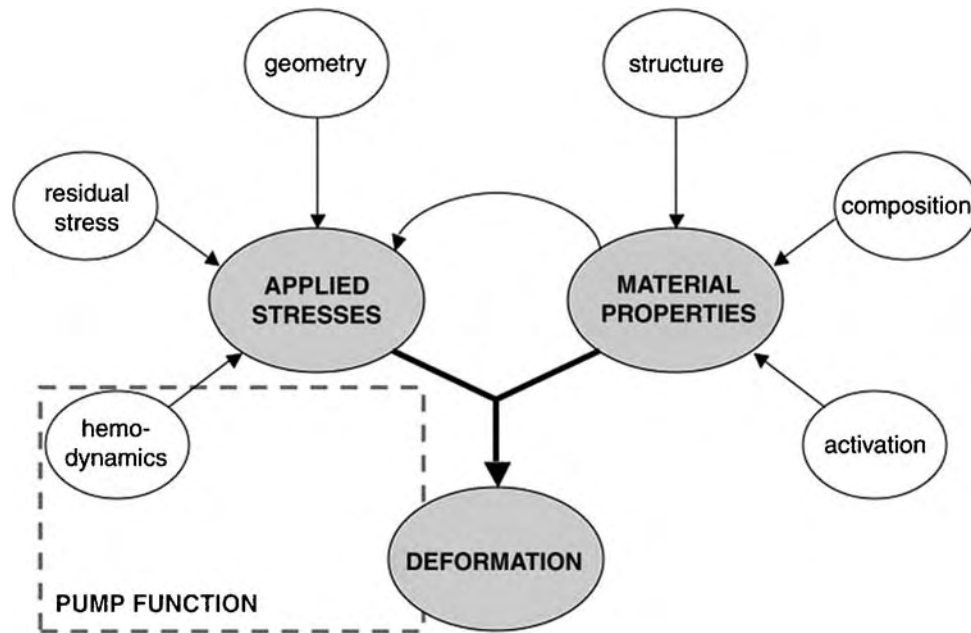 geometry
structure
residual
stress
composition
APPLIED
STRESSES
MATERIAL
PROPERTIES
hemo-
dynamics
activation
DEFORMATION
PUMP FUNCTION